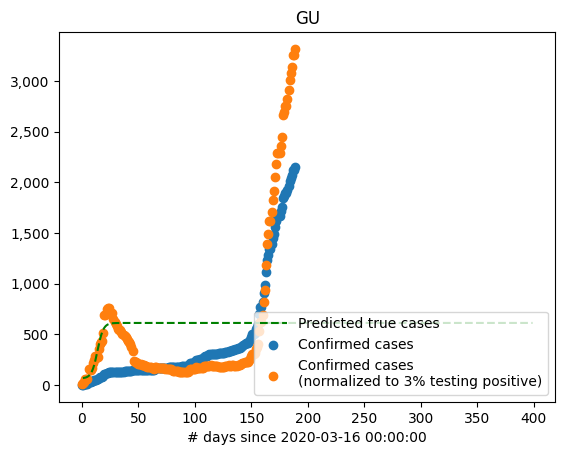 GU
3,000
2,500
2,000
1,500
1,000
500
0
Predicted true cases
Confirmed cases
Confirmed cases
(normalized to 3% testing positive)
0 50 100 150 200 250 300 350 400
# days since 2020-03-16 00:00:00